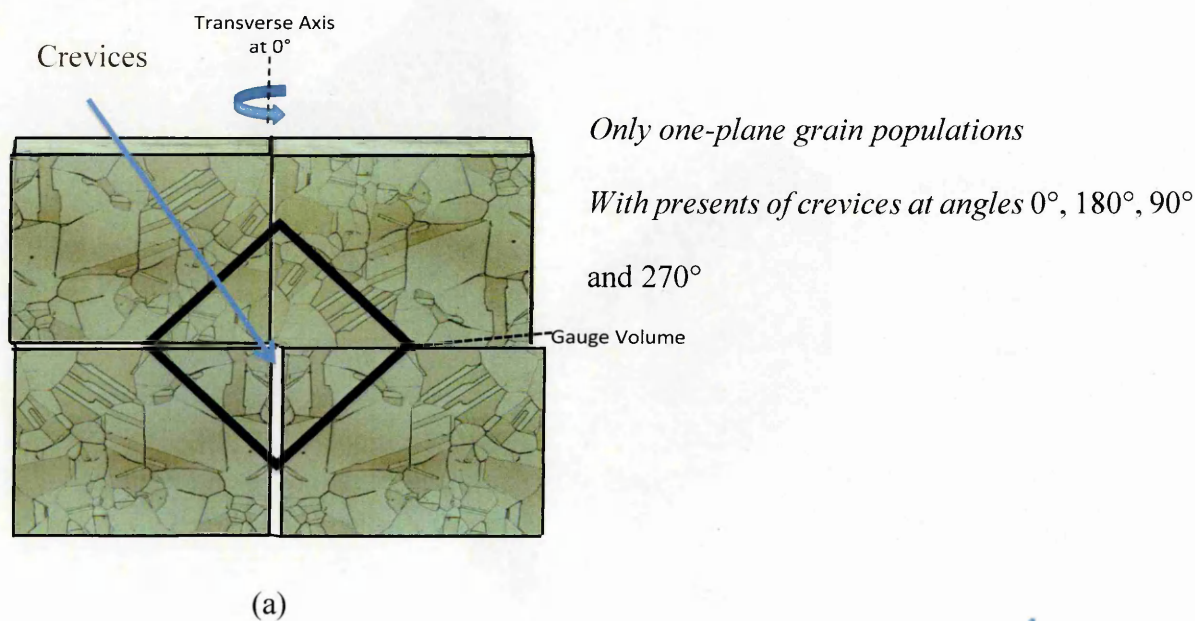 Transverse Axis
at 0°
Crevices
Only one-plane grain populations
With presents of crevices at angles 0°, 180°, 90°
and 270°
Gauge Volume
(a)